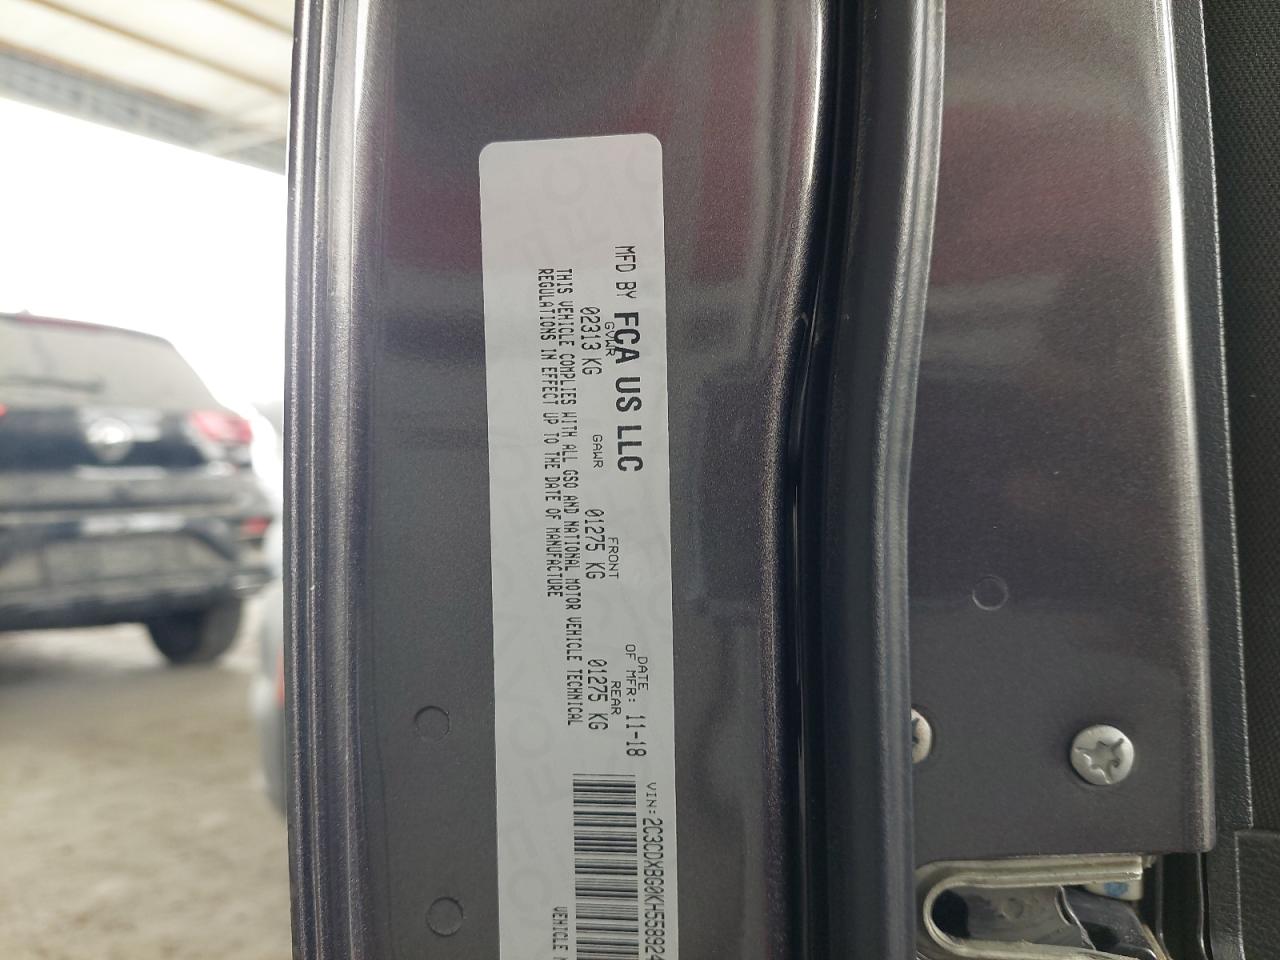 MFD BY FCA US LLC
DATE
OF MFR: 11-18
VIN: 2C3CDXBG0KH558924
GVWR
02313 KG
GAWR
FRONT
01275 KG
REAR
01275 KG
THIS VEHICLE COMPLIES WITH ALL GSO AND NATIONAL MOTOR VEHICLE TECHNICAL
REGULATIONS IN EFFECT UP TO THE DATE OF MANUFACTURE
VEHICLE